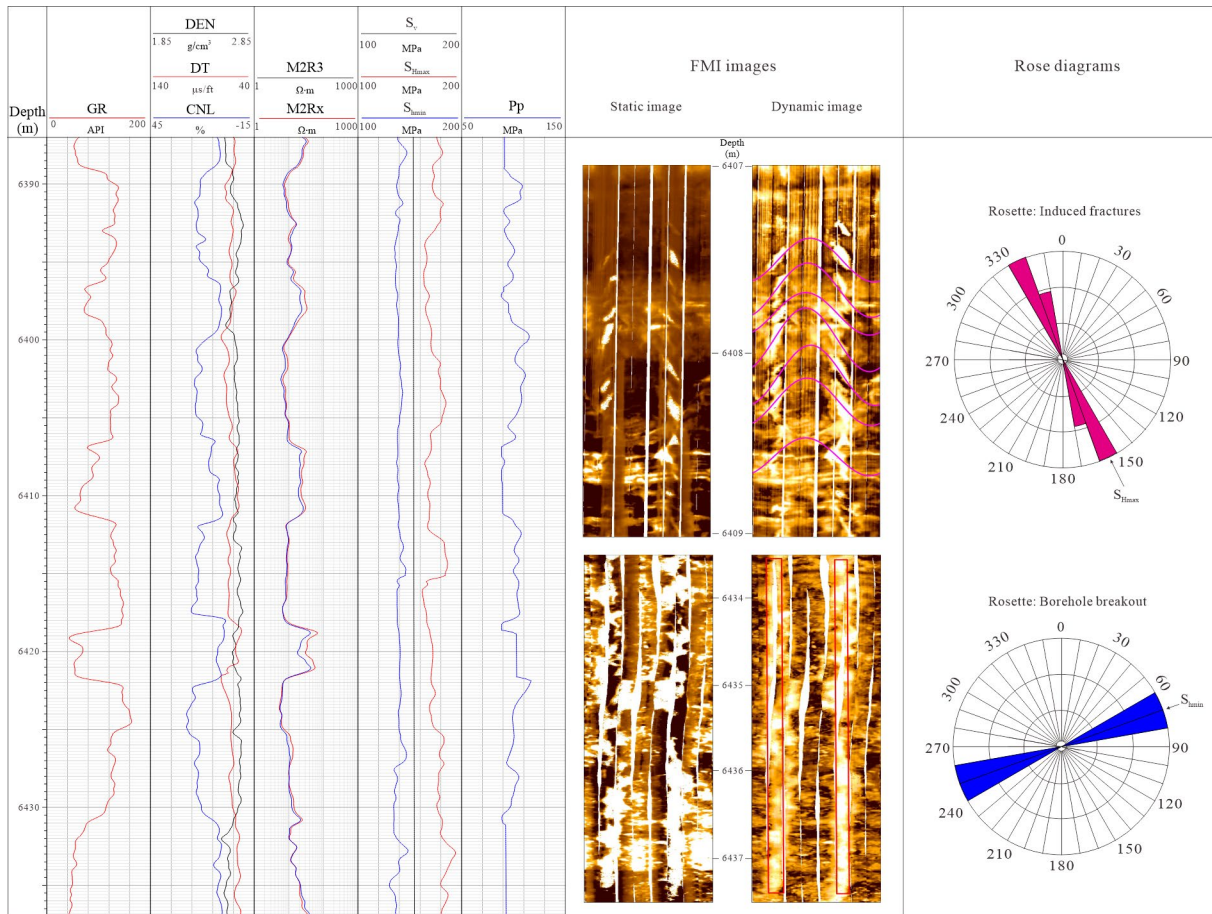 DEN
1.85 2.85
g/cm³
DT
140 40
μs/ft
CNL
45 -15
%
Depth
(m)
GR
0 200
API
M2R3
1 1000
Ω·m
M2Rx
1 1000
Ω·m
Sv
100 200
MPa
SHmax
100 200
MPa
Shmin
100 200
MPa
Pp
50 150
MPa
FMI images
Static image Dynamic image
Rose diagrams
6390
6400
6410
6420
6430
Depth
(m)
6407
6408
6409
6434
6435
6436
6437
Rosette: Induced fractures
0
30
60
90
120
150
180
210
240
270
300
330
SHmax
Rosette: Borehole breakout
0
30
60
90
120
150
180
210
240
270
300
330
Shmin